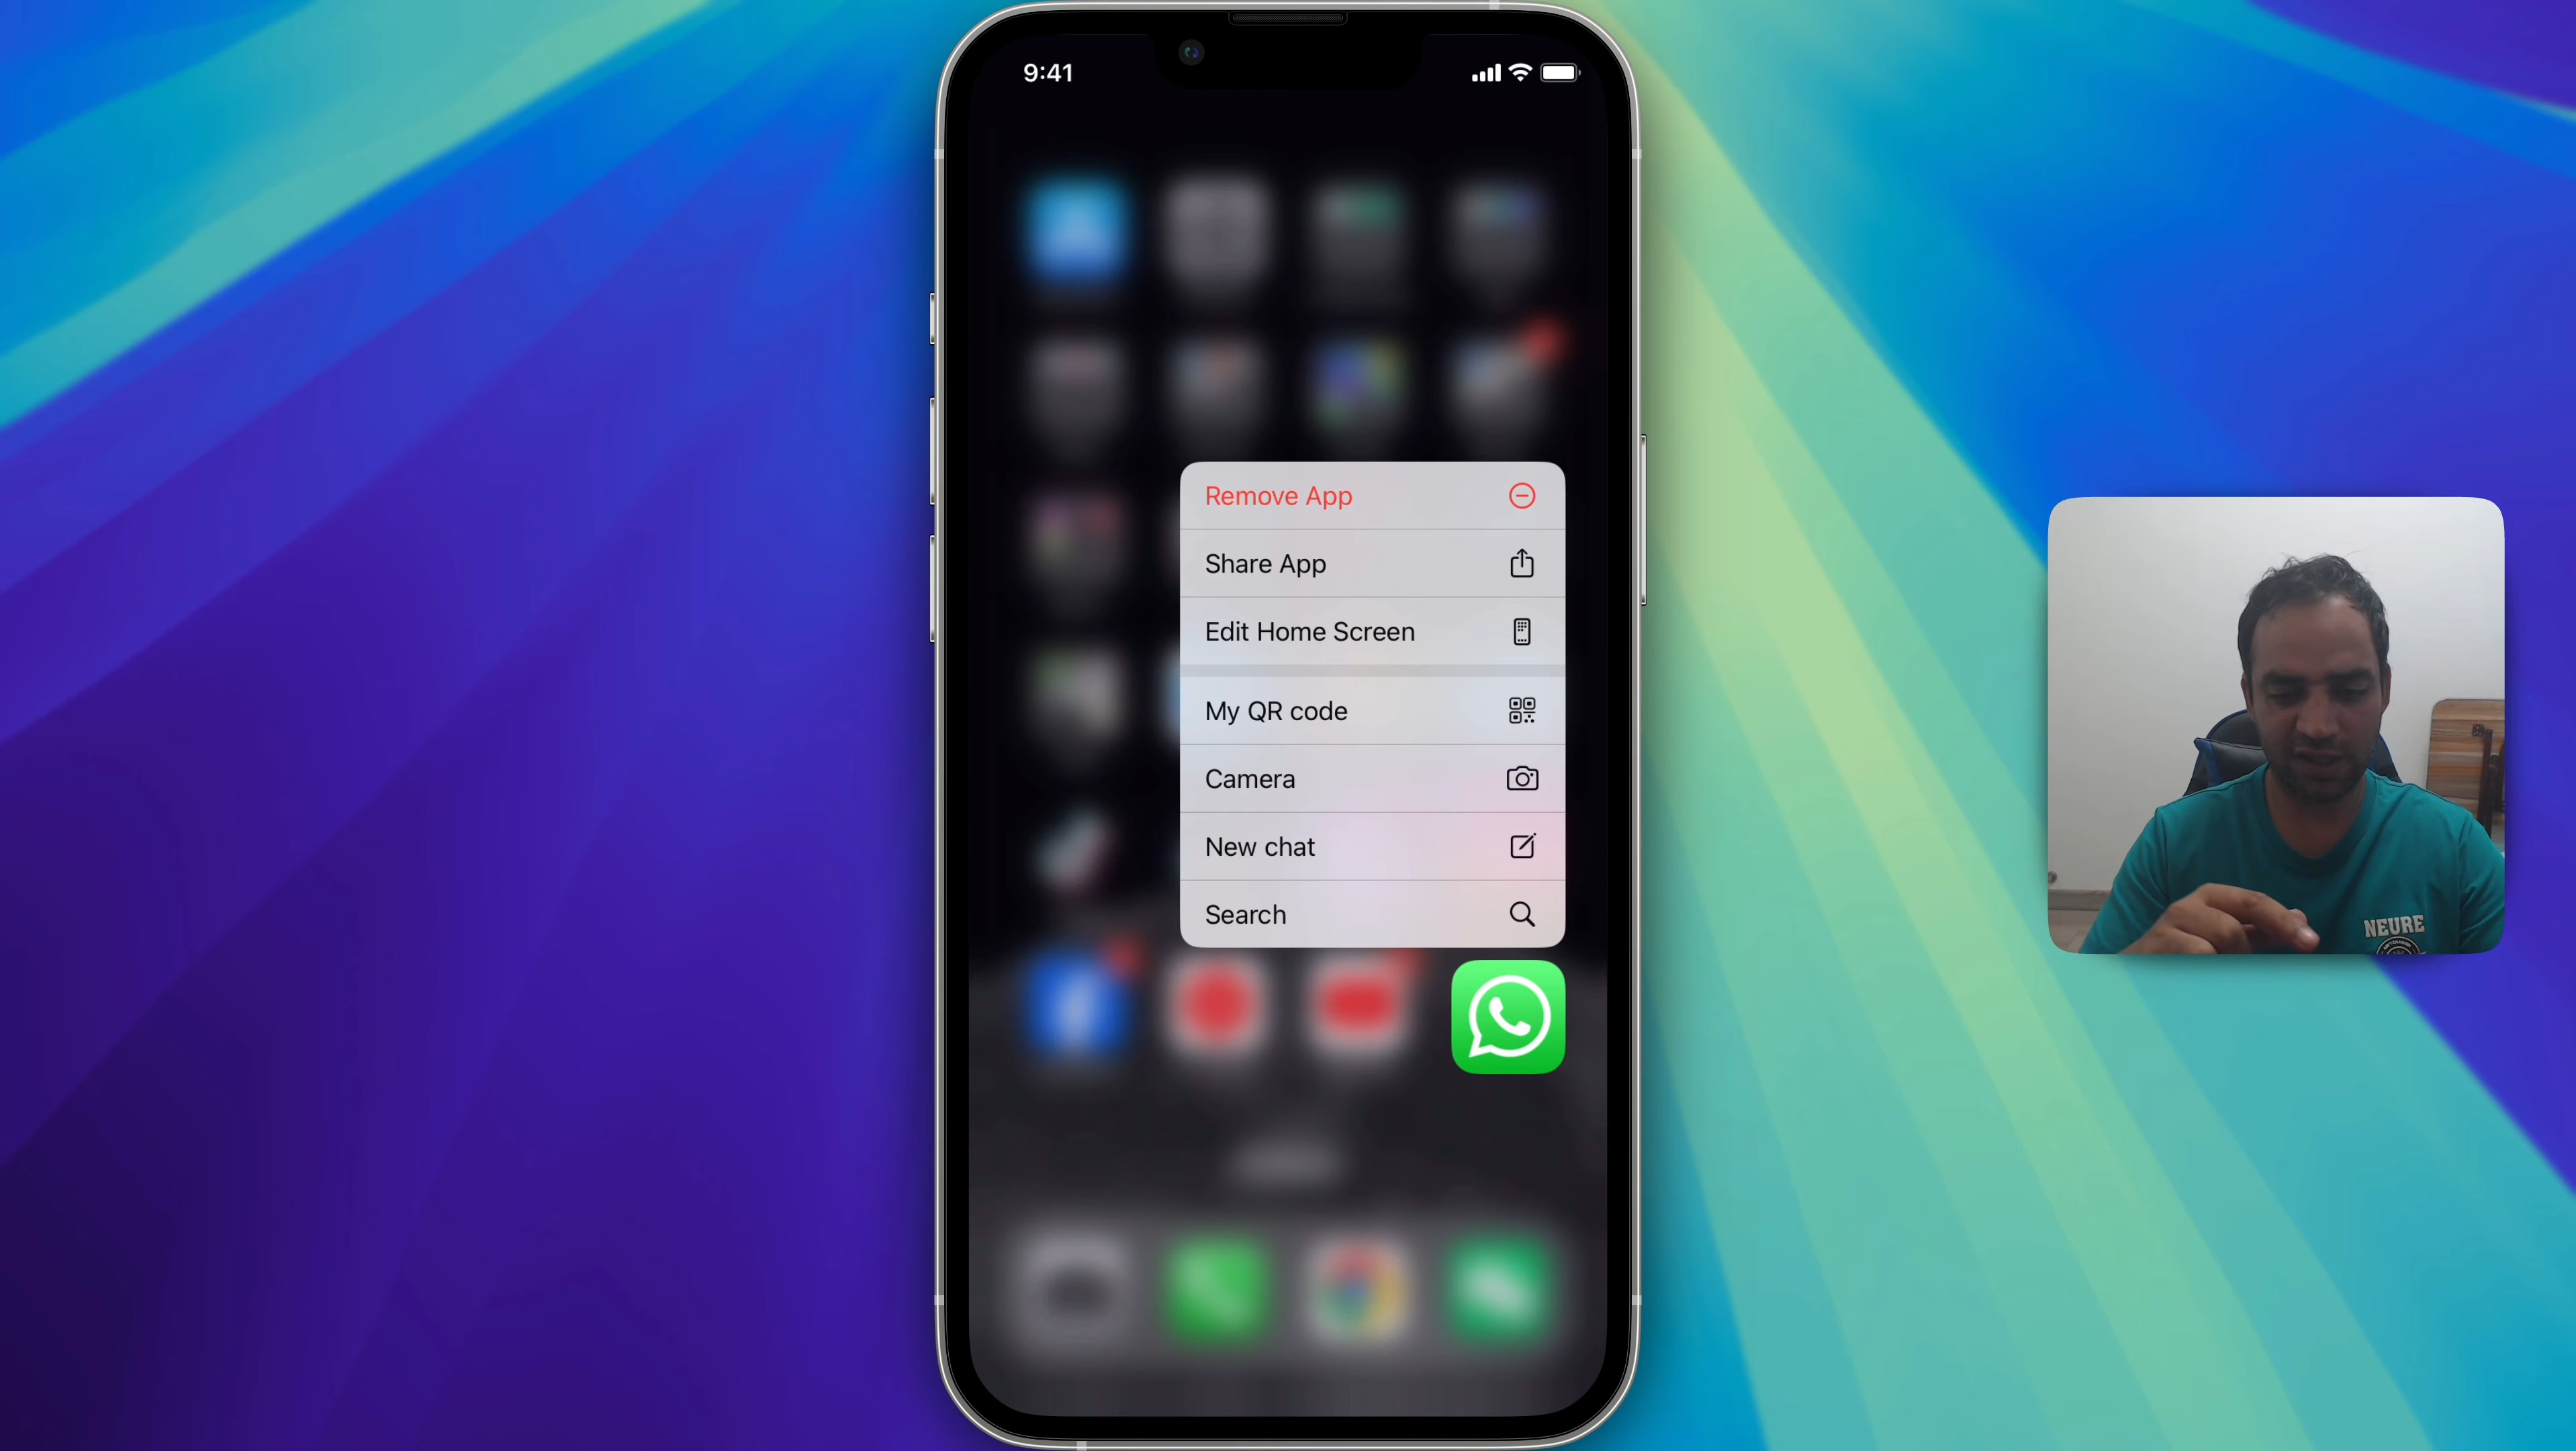 9:41
Remove App
Share App
Edit Home Screen
My QR code
Camera
New chat
Search
NEURE